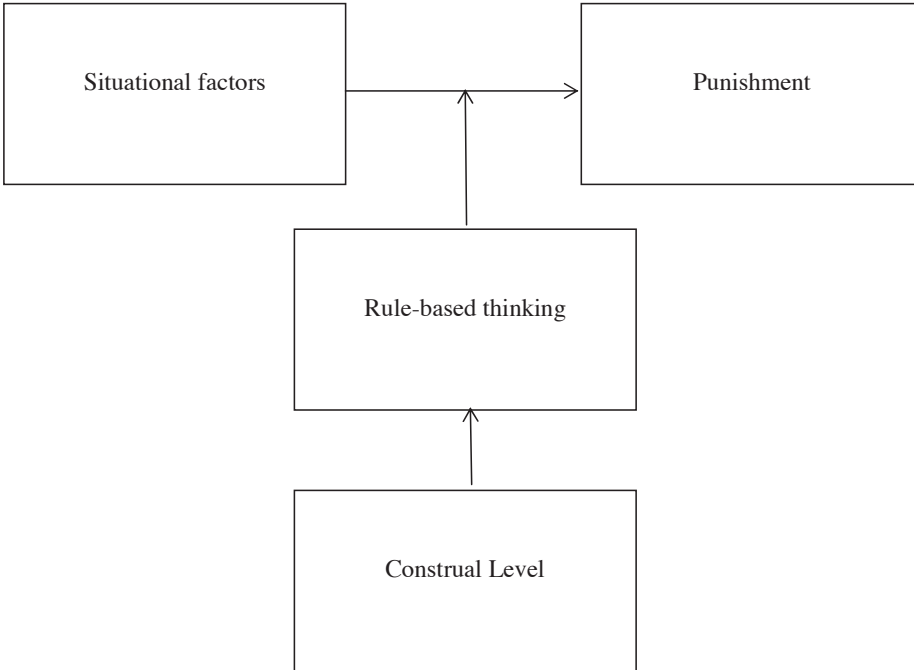 Situational factors
Punishment
Rule-based thinking
Construal Level